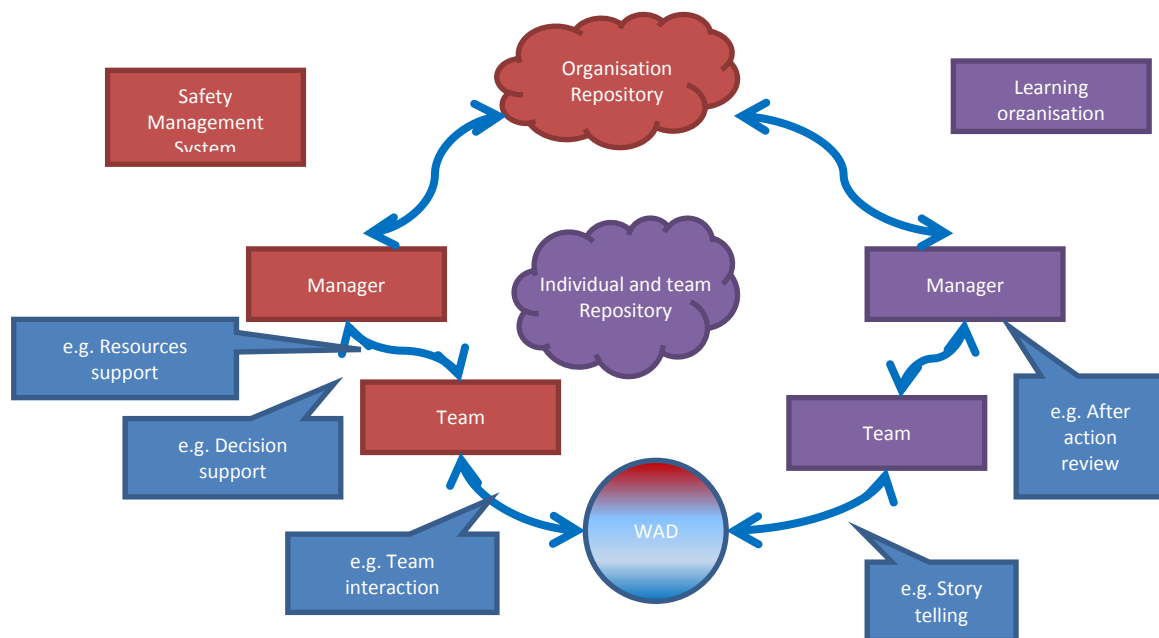 Organisation
Repository
Safety
Management
System
Learning
organisation
Manager
Individual and team
Repository
Manager
e.g. Resources
support
e.g. Decision
support
Team
Team
e.g. After
action
review
WAD
e.g. Team
interaction
e.g. Story
telling